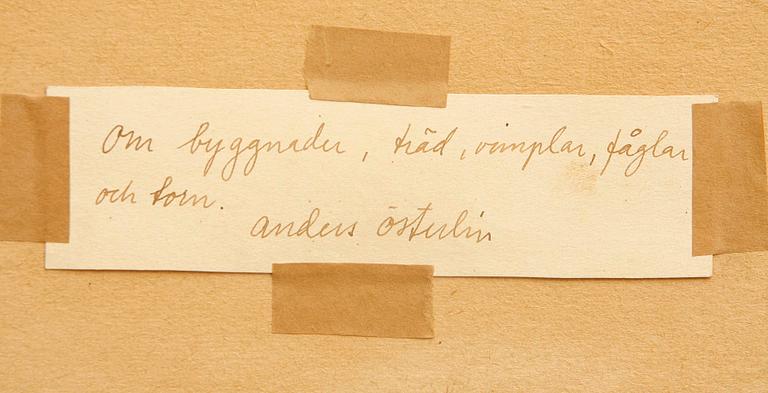 Om byggnader, träd, vimplar, fåglar
och torn.
anders österlin